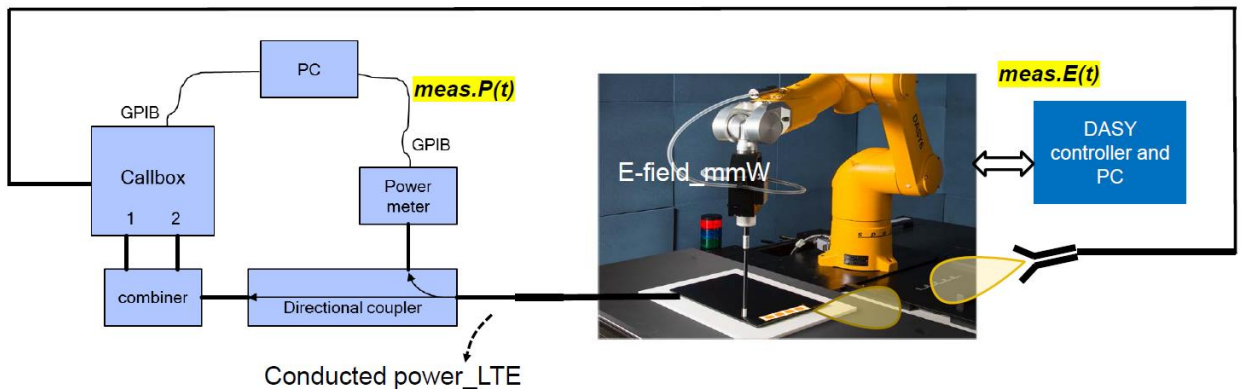 PC
meas.P(t)
meas.E(t)
GPIB
GPIB
Callbox
1 2
Power
meter
E-field_mmW
DASY
controller and
PC
DASY6
combiner
Directional coupler
Conducted power_LTE